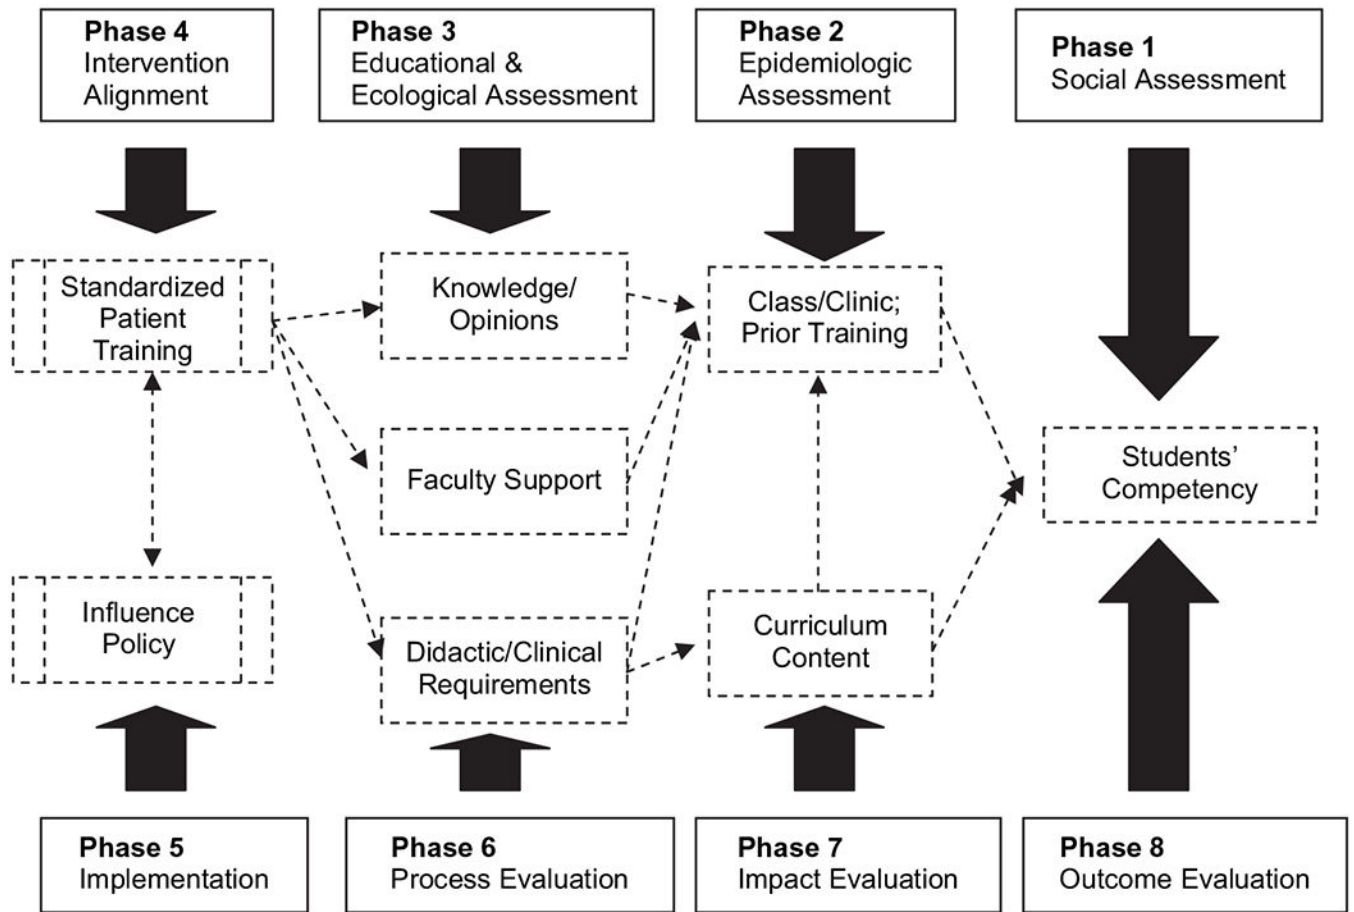 Phase 4
Intervention
Alignment
Phase 3
Educational &
Ecological Assessment
Phase 2
Epidemiologic
Assessment
Phase 1
Social Assessment
Standardized
Patient
Training
Knowledge/
Opinions
Class/Clinic;
Prior Training
Faculty Support
Students’
Competency
Influence
Policy
Didactic/Clinical
Requirements
Curriculum
Content
Phase 5
Implementation
Phase 6
Process Evaluation
Phase 7
Impact Evaluation
Phase 8
Outcome Evaluation